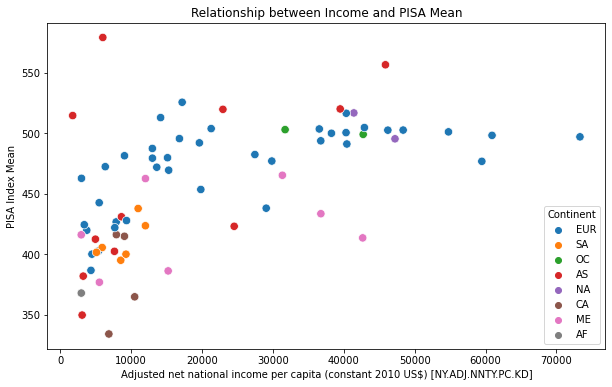 Relationship between Income and PISA Mean
PISA Index Mean
550
500
450
400
350
Continent
EUR
SA
OC
AS
NA
CA
ME
AF
0 10000 20000 30000 40000 50000 60000 70000
Adjusted net national income per capita (constant 2010 US$) [NY.ADJ.NNTY.PC.KD]